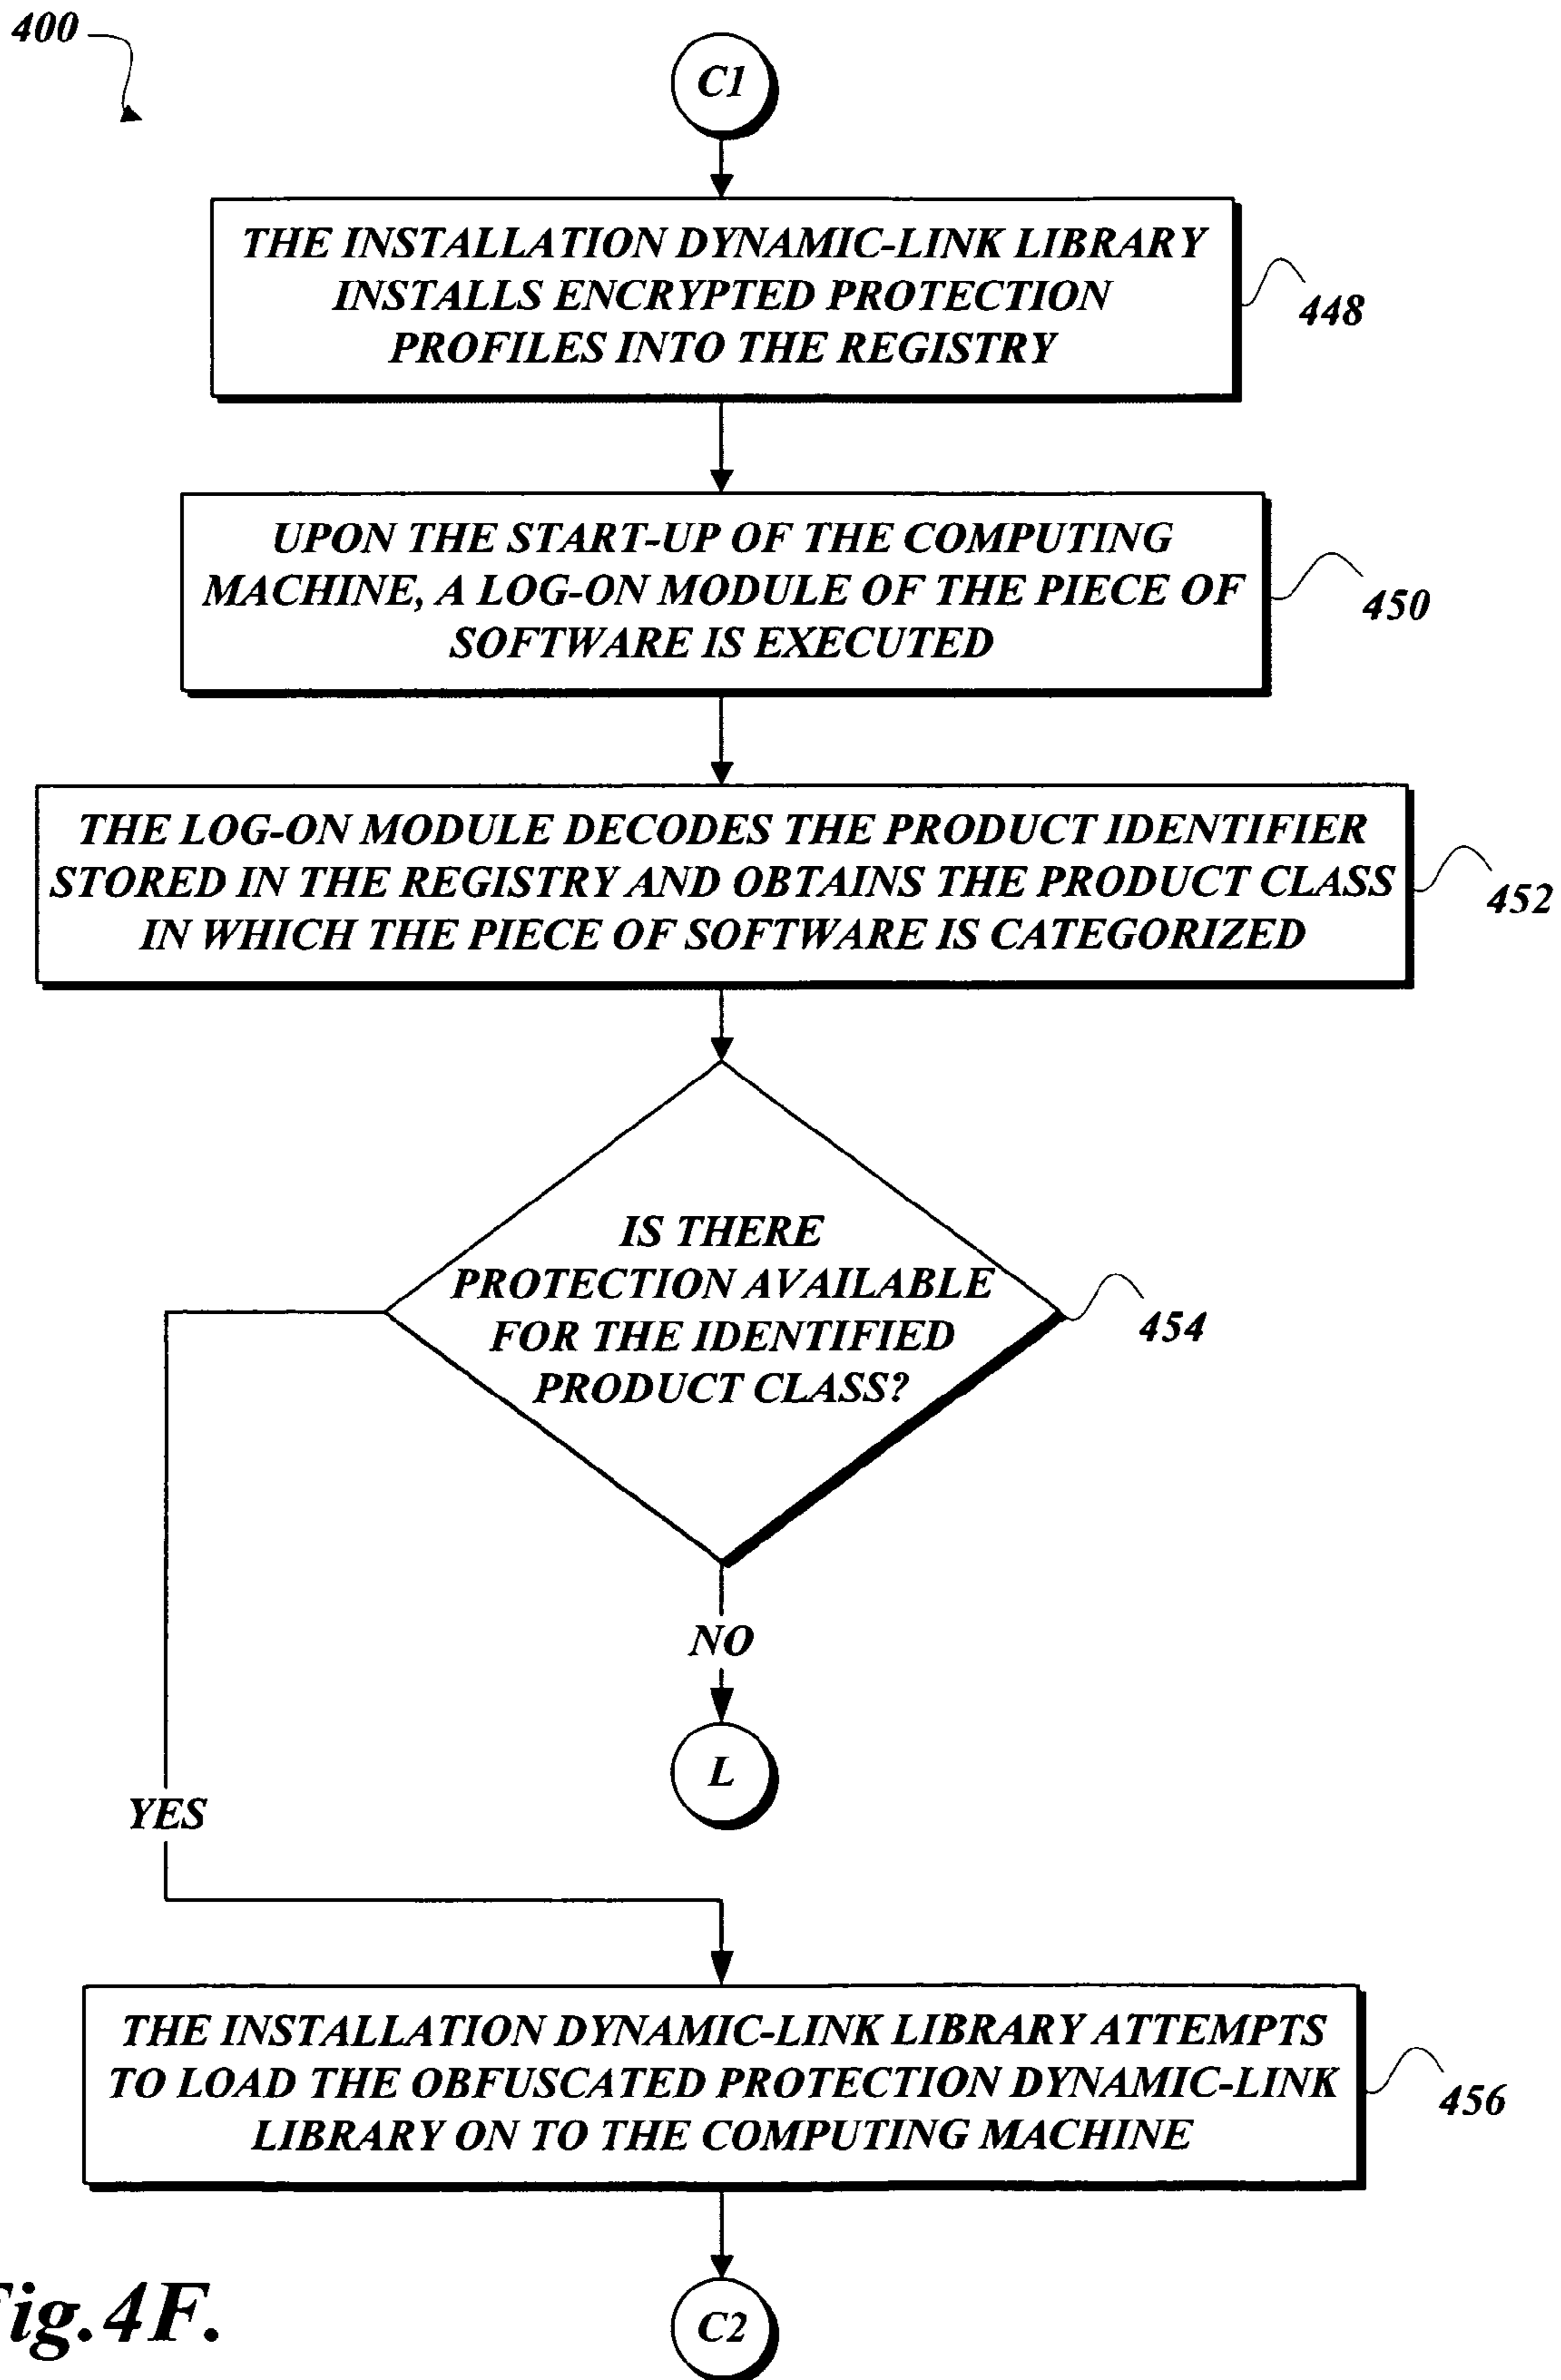 400
C1
THE INSTALLATION DYNAMIC-LINK LIBRARY
INSTALLS ENCRYPTED PROTECTION
PROFILES INTO THE REGISTRY
448
UPON THE START-UP OF THE COMPUTING
MACHINE, A LOG-ON MODULE OF THE PIECE OF
SOFTWARE IS EXECUTED
450
THE LOG-ON MODULE DECODES THE PRODUCT IDENTIFIER
STORED IN THE REGISTRY AND OBTAINS THE PRODUCT CLASS
IN WHICH THE PIECE OF SOFTWARE IS CATEGORIZED
452
IS THERE
PROTECTION AVAILABLE
FOR THE IDENTIFIED
PRODUCT CLASS?
454
NO
L
YES
THE INSTALLATION DYNAMIC-LINK LIBRARY ATTEMPTS
TO LOAD THE OBFUSCATED PROTECTION DYNAMIC-LINK
LIBRARY ON TO THE COMPUTING MACHINE
456
C2
Fig.4F.